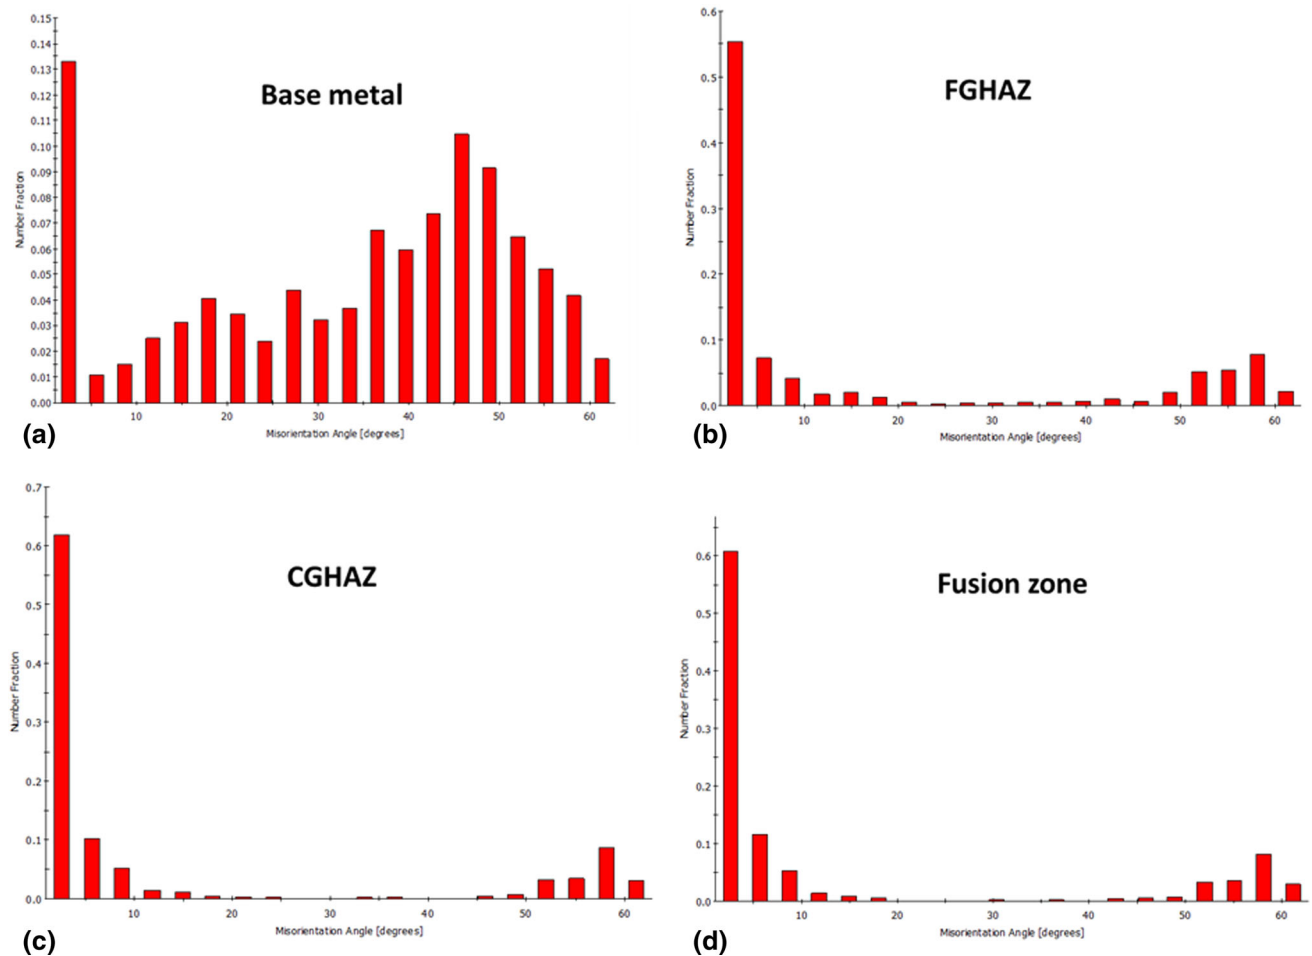 Base metal
0.15
0.14
0.13
0.12
0.11
0.10
0.09
0.08
0.07
0.06
0.05
0.04
0.03
0.02
0.01
0.00
Number Fraction
10 20 30 40 50 60
Misorientation Angle [degrees]
(a)
FGHAZ
0.6
0.5
0.4
0.3
0.2
0.1
0.0
Number Fraction
10 20 30 40 50 60
Misorientation Angle [degrees]
(b)
CGHAZ
0.7
0.6
0.5
0.4
0.3
0.2
0.1
0.0
Number Fraction
10 20 30 40 50 60
Misorientation Angle [degrees]
(c)
Fusion zone
0.6
0.5
0.4
0.3
0.2
0.1
0.0
Number Fraction
10 20 30 40 50 60
Misorientation Angle [degrees]
(d)